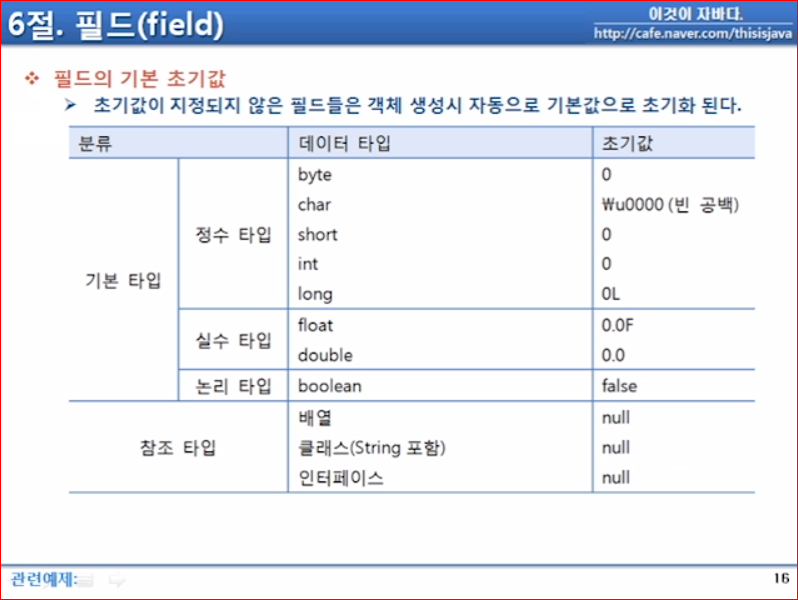 6절. 필드(field)
이것이 자바다.
http://cafe.naver.com/thisisjava
❖ 필드의 기본 초기값
➤ 초기값이 지정되지 않은 필드들은 객체 생성시 자동으로 기본값으로 초기화 된다.
분류 데이터 타입 초기값
기본 타입
정수 타입
byte 0
char ₩u0000 (빈 공백)
short 0
int 0
long 0L
실수 타입
float 0.0F
double 0.0
논리 타입 boolean false
참조 타입
배열 null
클래스(String 포함) null
인터페이스 null
관련예제:
16